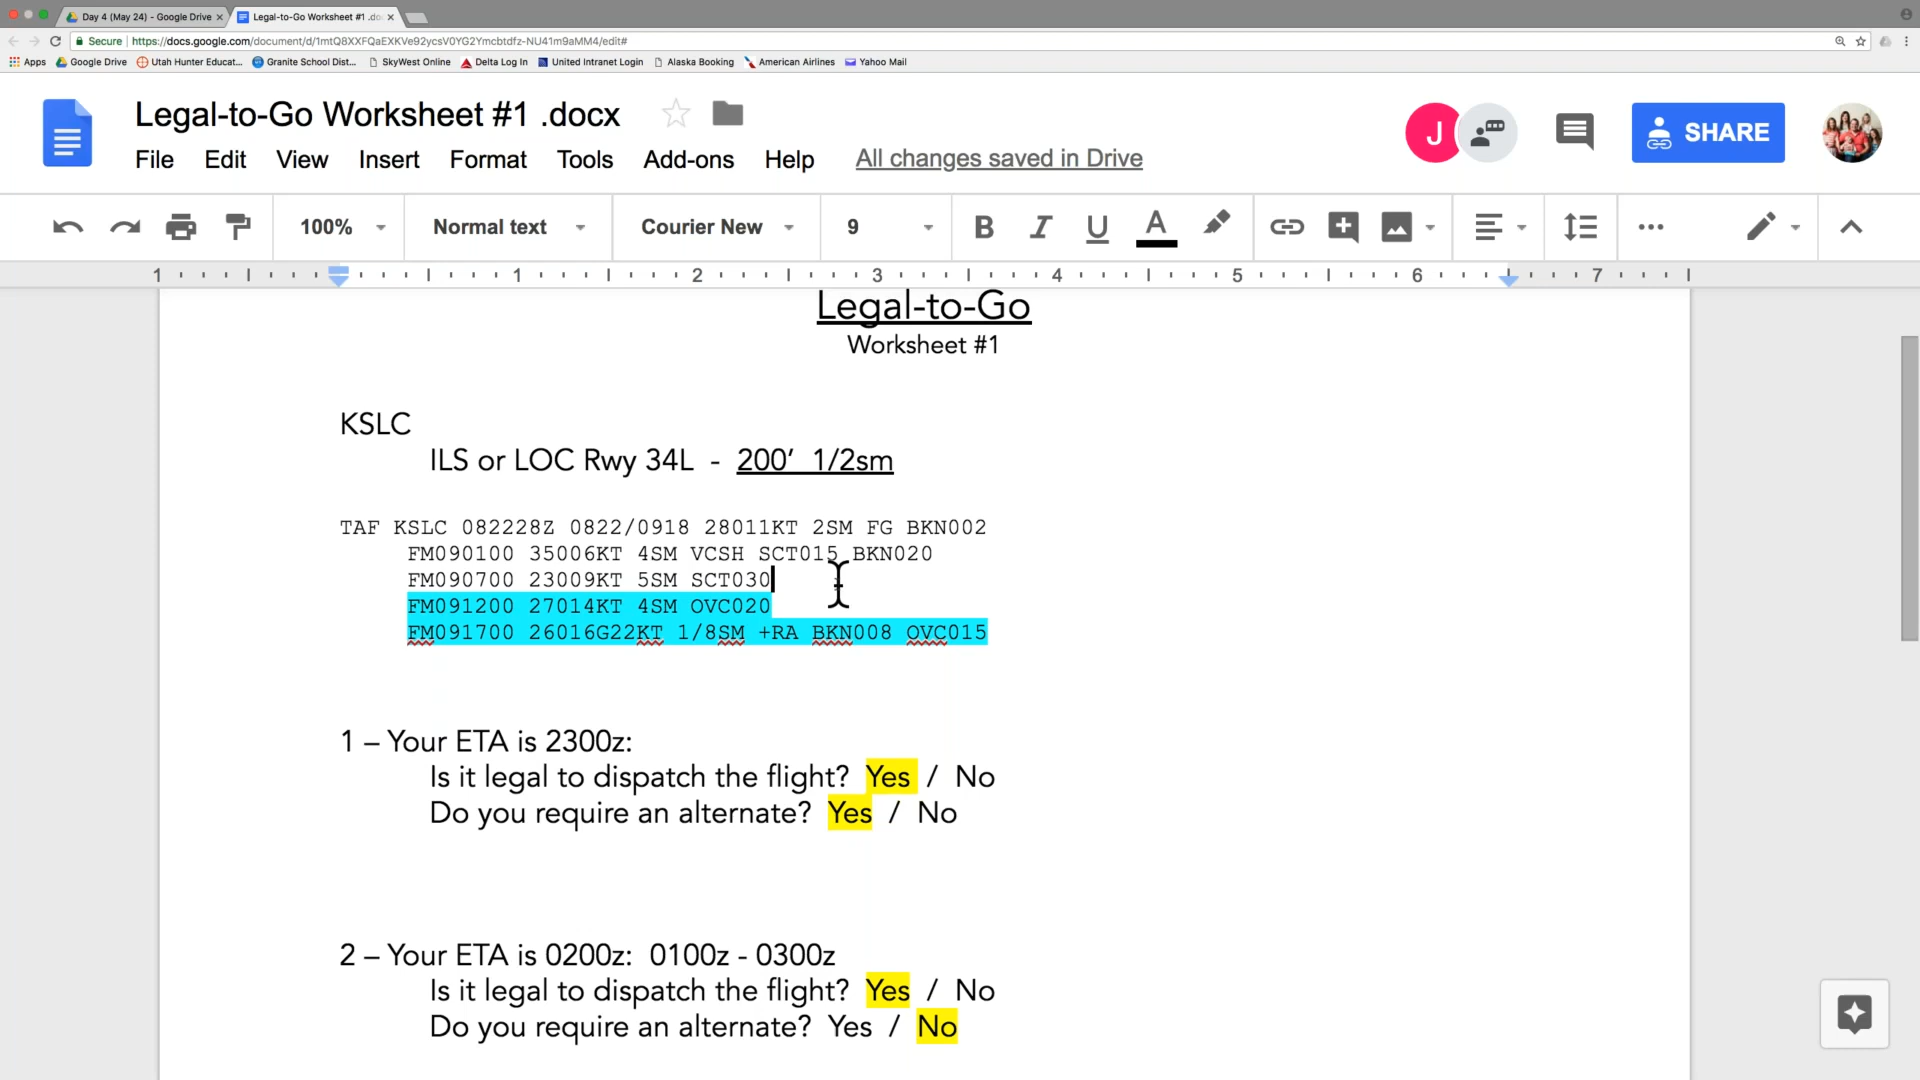 Day 4 (May 24) - Google Drive
Legal-to-Go Worksheet #1 .do
Secure
https://docs.google.com/document/d/1mtQ8XXFQaEXKVe92ycsV0YG2Ymcbtdfz-NU41m9aMM4/edit#
Apps Google Drive Utah Hunter Educat... Granite School Dist... SkyWest Online Delta Log In United Intranet Login Alaska Booking American Airlines Yahoo Mail
Legal-to-Go Worksheet #1 .docx
J
SHARE
File Edit View Insert Format Tools Add-ons Help All changes saved in Drive
100% Normal text Courier New 9 B I U A
1 1 2 3 4 5 6 7
Legal-to-Go
Worksheet #1
KSLC
ILS or LOC Rwy 34L - 200’ 1/2sm
TAF KSLC 082228Z 0822/0918 28011KT 2SM FG BKN002
FM090100 35006KT 4SM VCSH SCT015 BKN020
FM090700 23009KT 5SM SCT030
FM091200 27014KT 4SM OVC020
FM091700 26016G22KT 1/8SM +RA BKN008 OVC015
1 – Your ETA is 2300z:
Is it legal to dispatch the flight? Yes / No
Do you require an alternate? Yes / No
2 – Your ETA is 0200z: 0100z - 0300z
Is it legal to dispatch the flight? Yes / No
Do you require an alternate? Yes / No